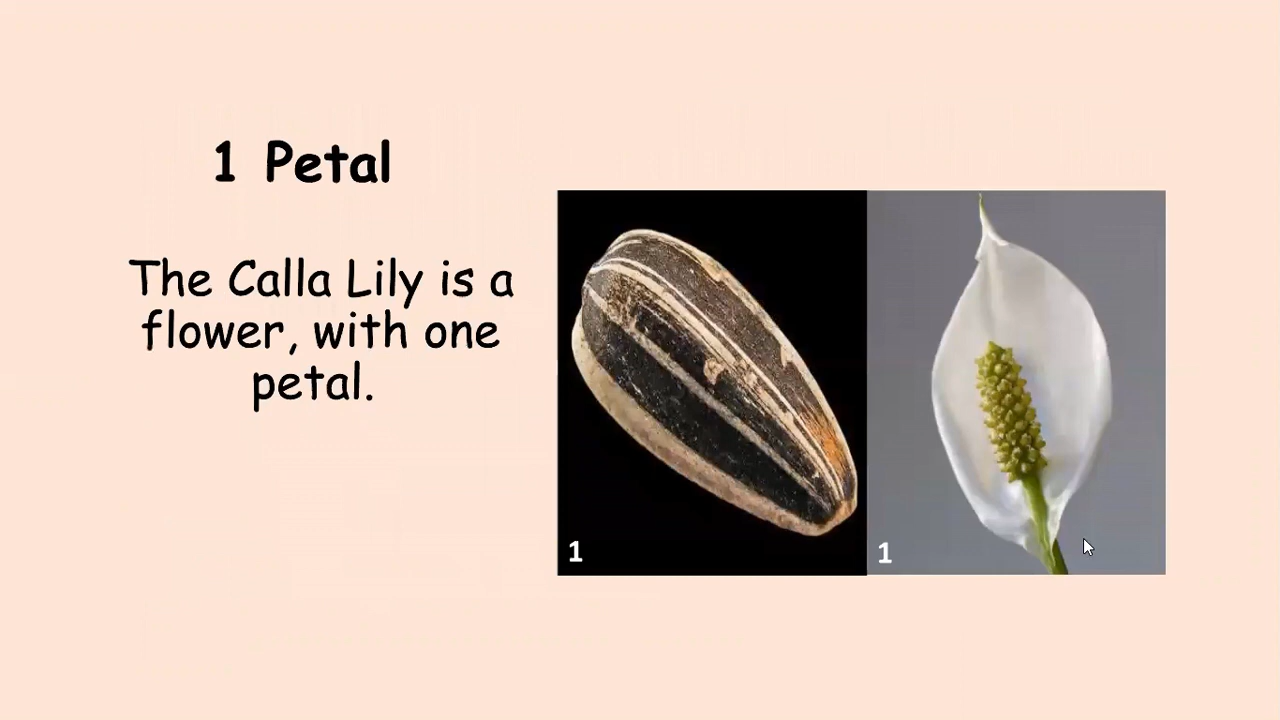 1 Petal
The Calla Lily is a
flower, with one
petal.
1
1